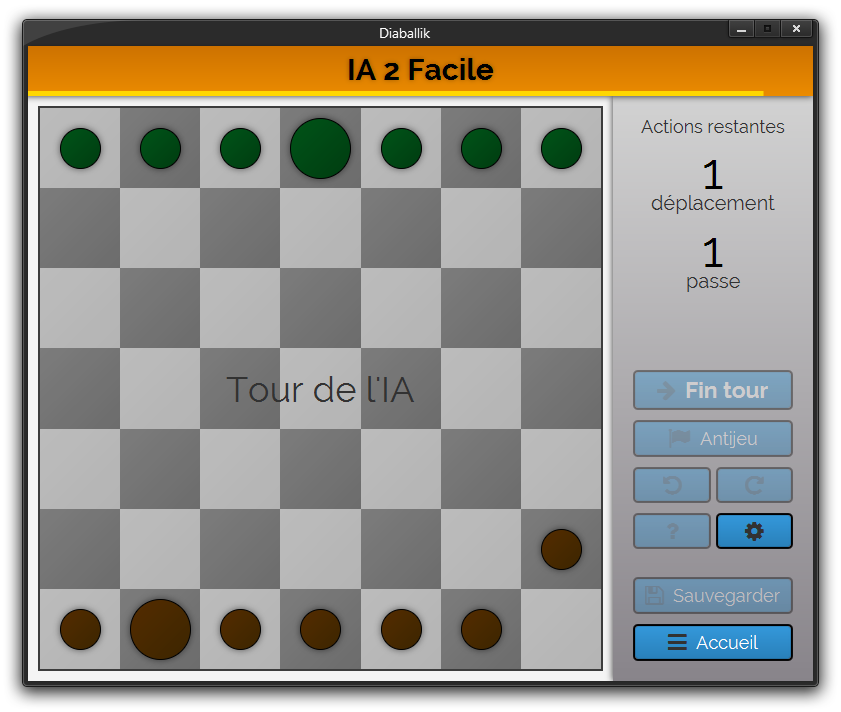 Diaballik
IA 2 Facile
Actions restantes
1
déplacement
1
passe
Tour de l'IA
Fin tour
Antijeu
?
Sauvegarder
Accueil